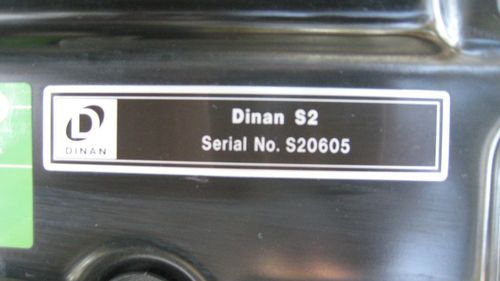 DINAN
Dinan S2
Serial No. S20605